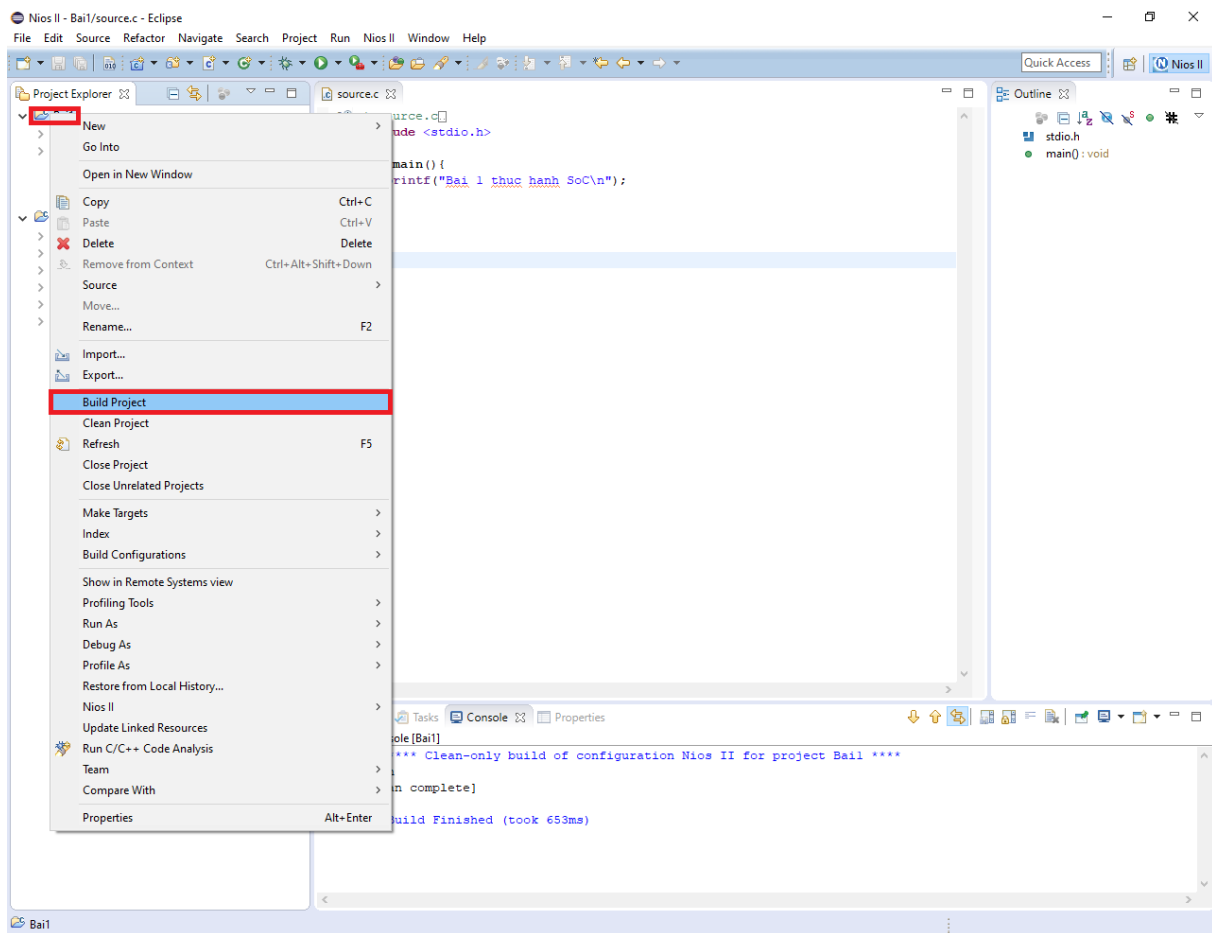 Nios II - Bai1/source.c - Eclipse
File Edit Source Refactor Navigate Search Project Run Nios II Window Help
Quick Access
Nios II
Project Explorer
New
Go Into
Open in New Window
Copy Ctrl+C
Paste Ctrl+V
Delete Delete
Remove from Context Ctrl+Alt+Shift+Down
Source
Move...
Rename... F2
Import...
Export...
Build Project
Clean Project
Refresh F5
Close Project
Close Unrelated Projects
Make Targets
Index
Build Configurations
Show in Remote Systems view
Profiling Tools
Run As
Debug As
Profile As
Restore from Local History...
Nios II
Update Linked Resources
Run C/C++ Code Analysis
Team
Compare With
Properties Alt+Enter
source.c
urce.c
ude <stdio.h>
main(){
rintf("Bai 1 thuc hanh SoC\n");
Outline
stdio.h
main() : void
Tasks Console Properties
sole [Bai1]
*** Clean-only build of configuration Nios II for project Bai1 ****
n complete]
uild Finished (took 653ms)
Bai1